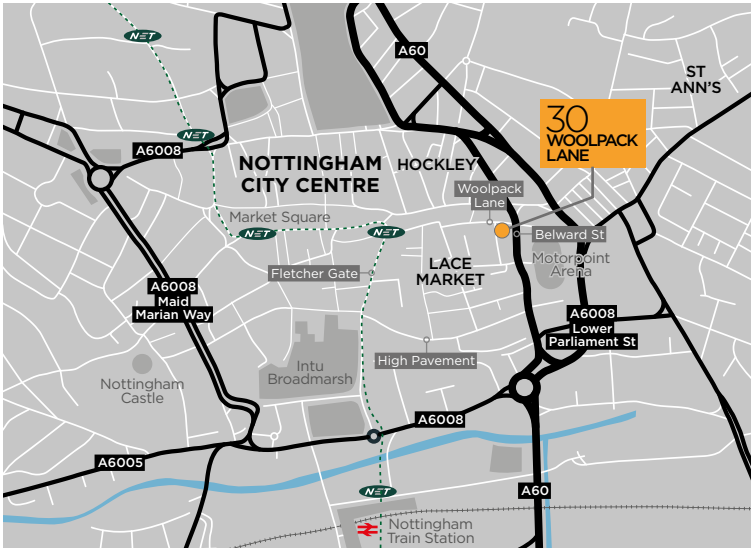 NET
A60
ST
ANN'S
30
WOOLPACK
LANE
NET
A6008
NOTTINGHAM
CITY CENTRE
HOCKLEY
Woolpack
Lane
Market Square
NET
NET
Belward St
Motorpoint
Arena
LACE
MARKET
Fletcher Gate
A6008
Maid
Marian Way
A6008
Lower
Parliament St
Intu
Broadmarsh
High Pavement
Nottingham
Castle
A6008
A6005
NET
A60
Nottingham
Train Station